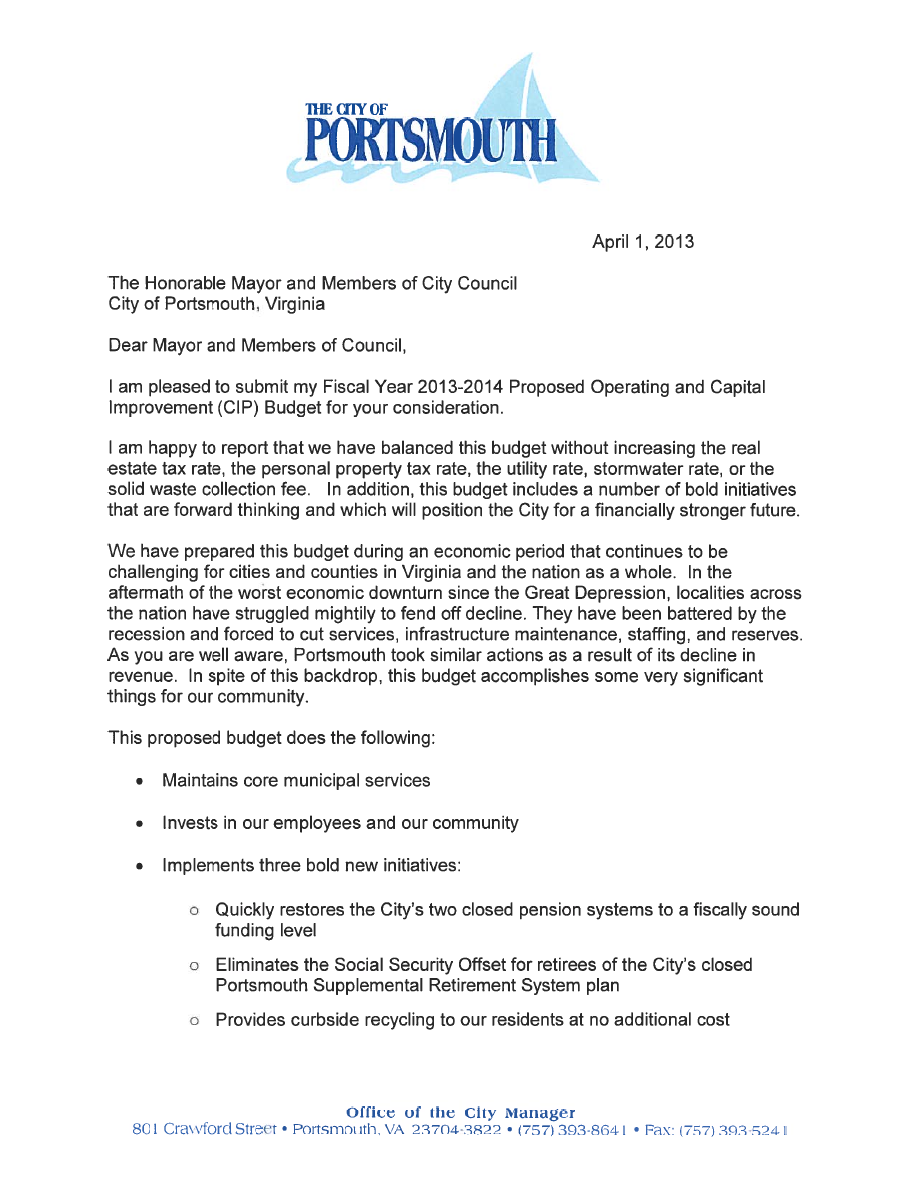 THE CITY OF
PORTSMOUTH
April 1, 2013
The Honorable Mayor and Members of City Council
City of Portsmouth, Virginia
Dear Mayor and Members of Council,
I am pleased to submit my Fiscal Year 2013-2014 Proposed Operating and Capital
Improvement (CIP) Budget for your consideration.
I am happy to report that we have balanced this budget without increasing the real
estate tax rate, the personal property tax rate, the utility rate, stormwater rate, or the
solid waste collection fee. In addition, this budget includes a number of bold initiatives
that are forward thinking and which will position the City for a financially stronger future.
We have prepared this budget during an economic period that continues to be
challenging for cities and counties in Virginia and the nation as a whole. In the
aftermath of the worst economic downturn since the Great Depression, localities across
the nation have struggled mightily to fend off decline. They have been battered by the
recession and forced to cut services, infrastructure maintenance, staffing, and reserves.
As you are well aware, Portsmouth took similar actions as a result of its decline in
revenue. In spite of this backdrop, this budget accomplishes some very significant
things for our community.
This proposed budget does the following:
• Maintains core municipal services
• Invests in our employees and our community
• Implements three bold new initiatives:
o Quickly restores the City's two closed pension systems to a fiscally sound
funding level
o Eliminates the Social Security Offset for retirees of the City's closed
Portsmouth Supplemental Retirement System plan
o Provides curbside recycling to our residents at no additional cost
Office of the City Manager
801 Crawford Street • Portsmouth, VA 23704-3822 • (757) 393-8641 • Fax: (757) 393-5241